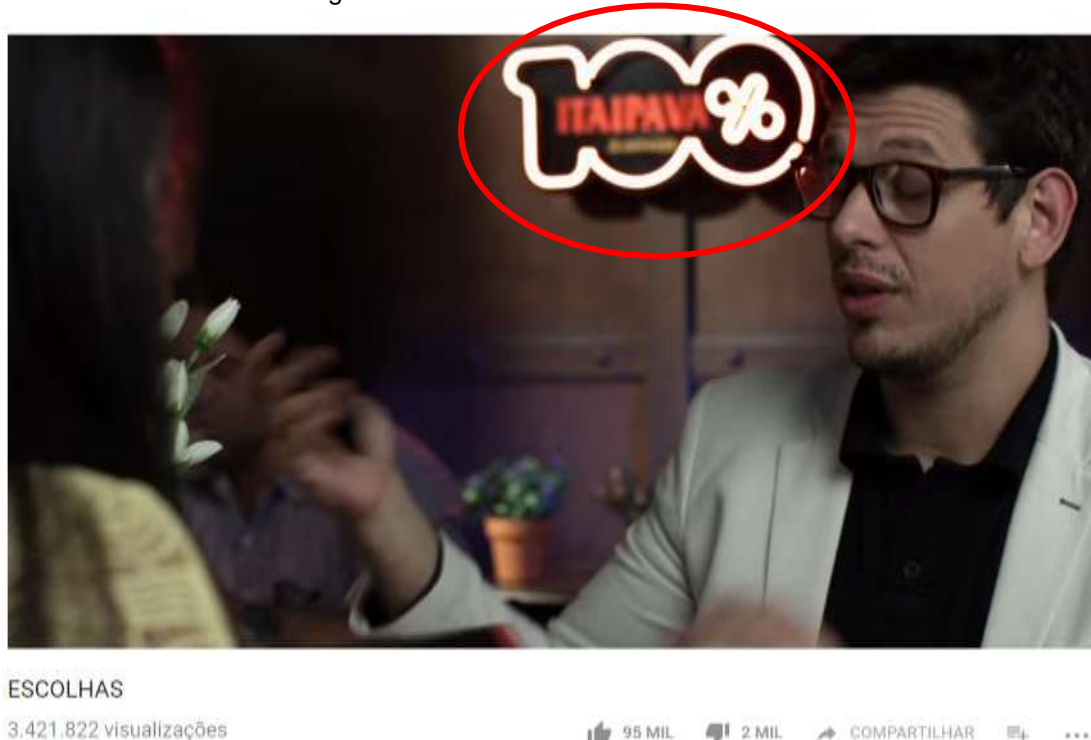 100%
ITAIPAVA
ESCOLHAS
3.421.822 visualizações
95 MIL
2 MIL
COMPARTILHAR